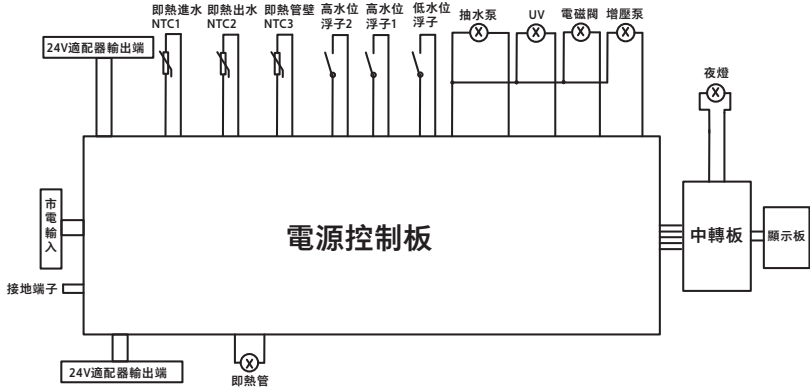 24V適配器輸出端
即熱進水
NTC1
即熱出水
NTC2
即熱管壁
NTC3
高水位
浮子2
高水位
浮子1
低水位
浮子
抽水泵
UV
電磁閥
增壓泵
夜燈
市電輸入
電源控制板
中轉板
顯示板
接地端子
24V適配器輸出端
即熱管